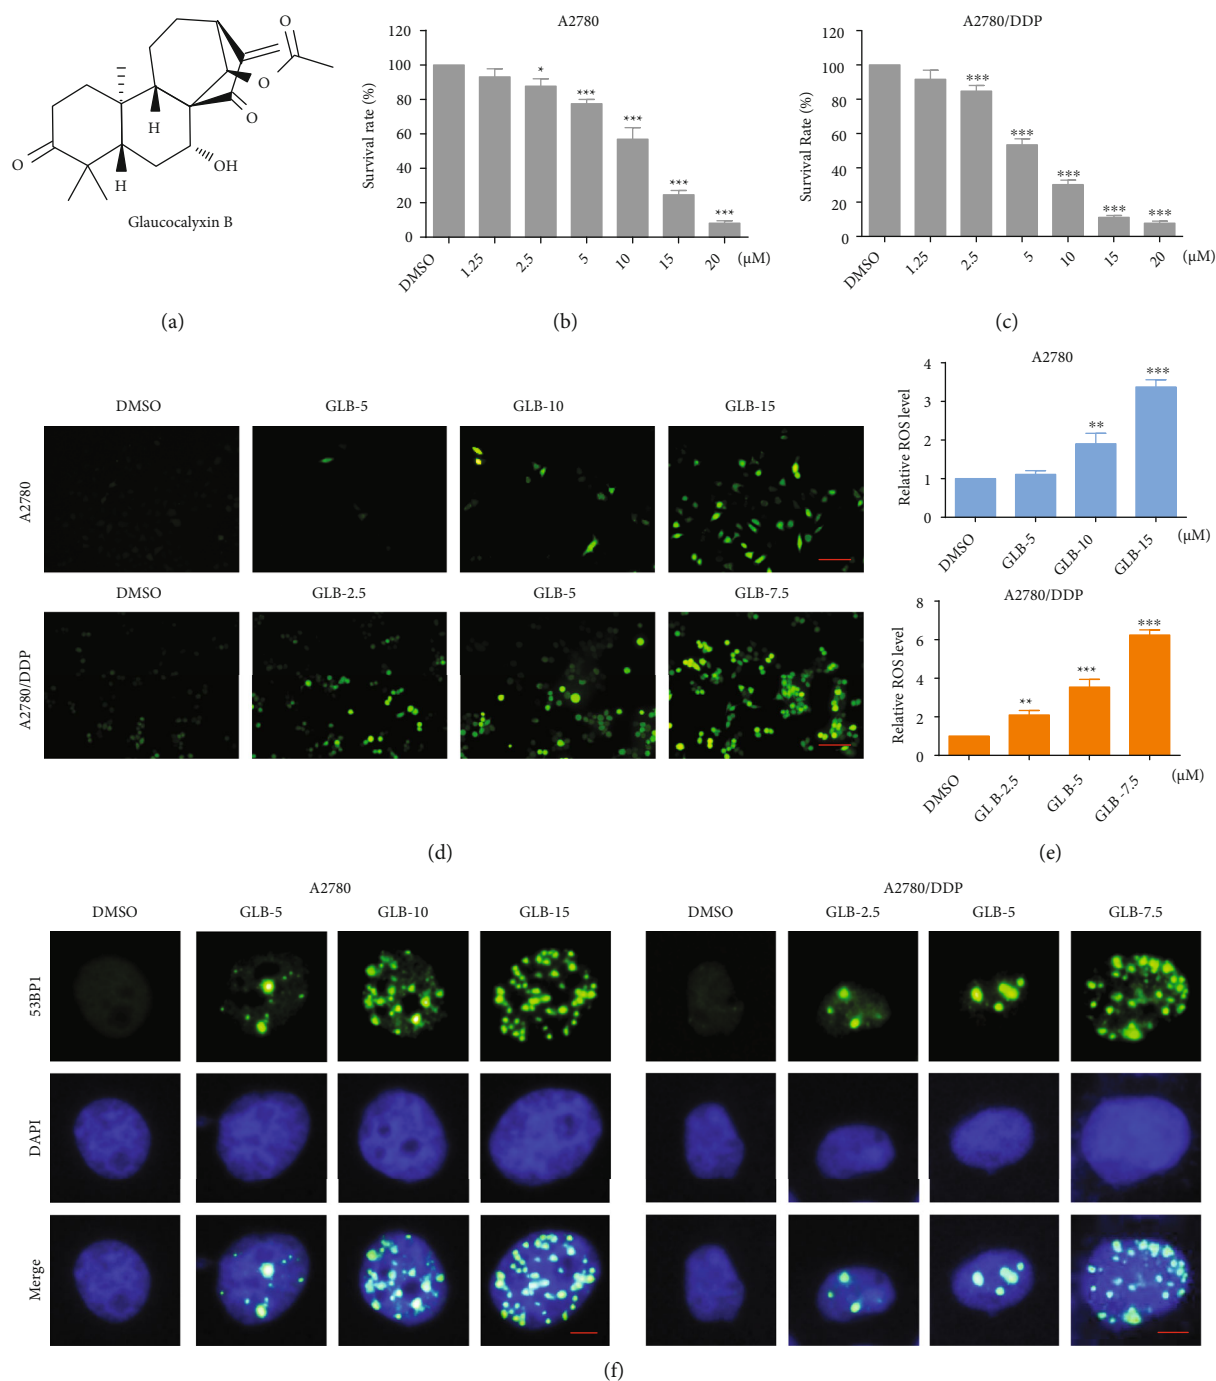 O
O
O
O
H
H
OH
Glaucocalyxin B
(a)
A2780
Survival rate (%)
120
100
80
60
40
20
0
*
***
***
***
***
DMSO
1.25
2.5
5
10
15
20
(μM)
(b)
A2780/DDP
Survival Rate (%)
120
100
80
60
40
20
0
***
***
***
***
***
DMSO
1.25
2.5
5
10
15
20
(μM)
(c)
DMSO
GLB-5
GLB-10
GLB-15
A2780
DMSO
GLB-2.5
GLB-5
GLB-7.5
A2780/DDP
(d)
A2780
Relative ROS level
4
3
2
1
0
**
***
DMSO
GLB-5
GLB-10
GLB-15
(μM)
A2780/DDP
Relative ROS level
8
6
4
2
0
**
***
***
DMSO
GL B-2.5
GL B-5
GLB -7.5
(μM)
(e)
A2780
A2780/DDP
DMSO
GLB-5
GLB-10
GLB-15
DMSO
GLB-2.5
GLB-5
GLB-7.5
53BP1
DAPI
Merge
(f)